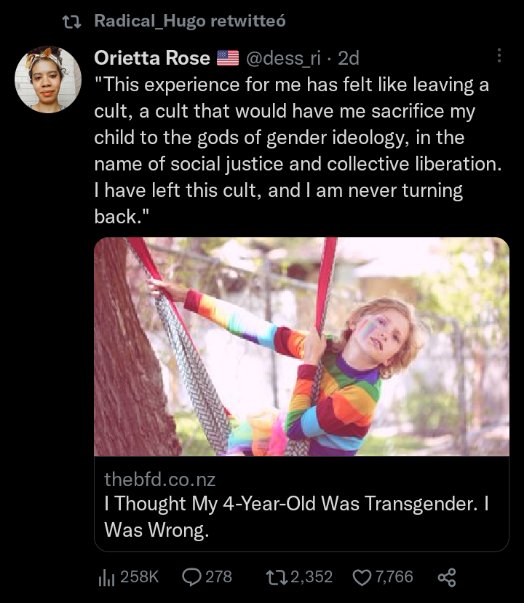 Radical_Hugo retwitteó
Orietta Rose 🇺🇸 @dess_ri · 2d
"This experience for me has felt like leaving a
cult, a cult that would have me sacrifice my
child to the gods of gender ideology, in the
name of social justice and collective liberation.
I have left this cult, and I am never turning
back."
thebfd.co.nz
I Thought My 4-Year-Old Was Transgender. I
Was Wrong.
258K 278 2,352 7,766